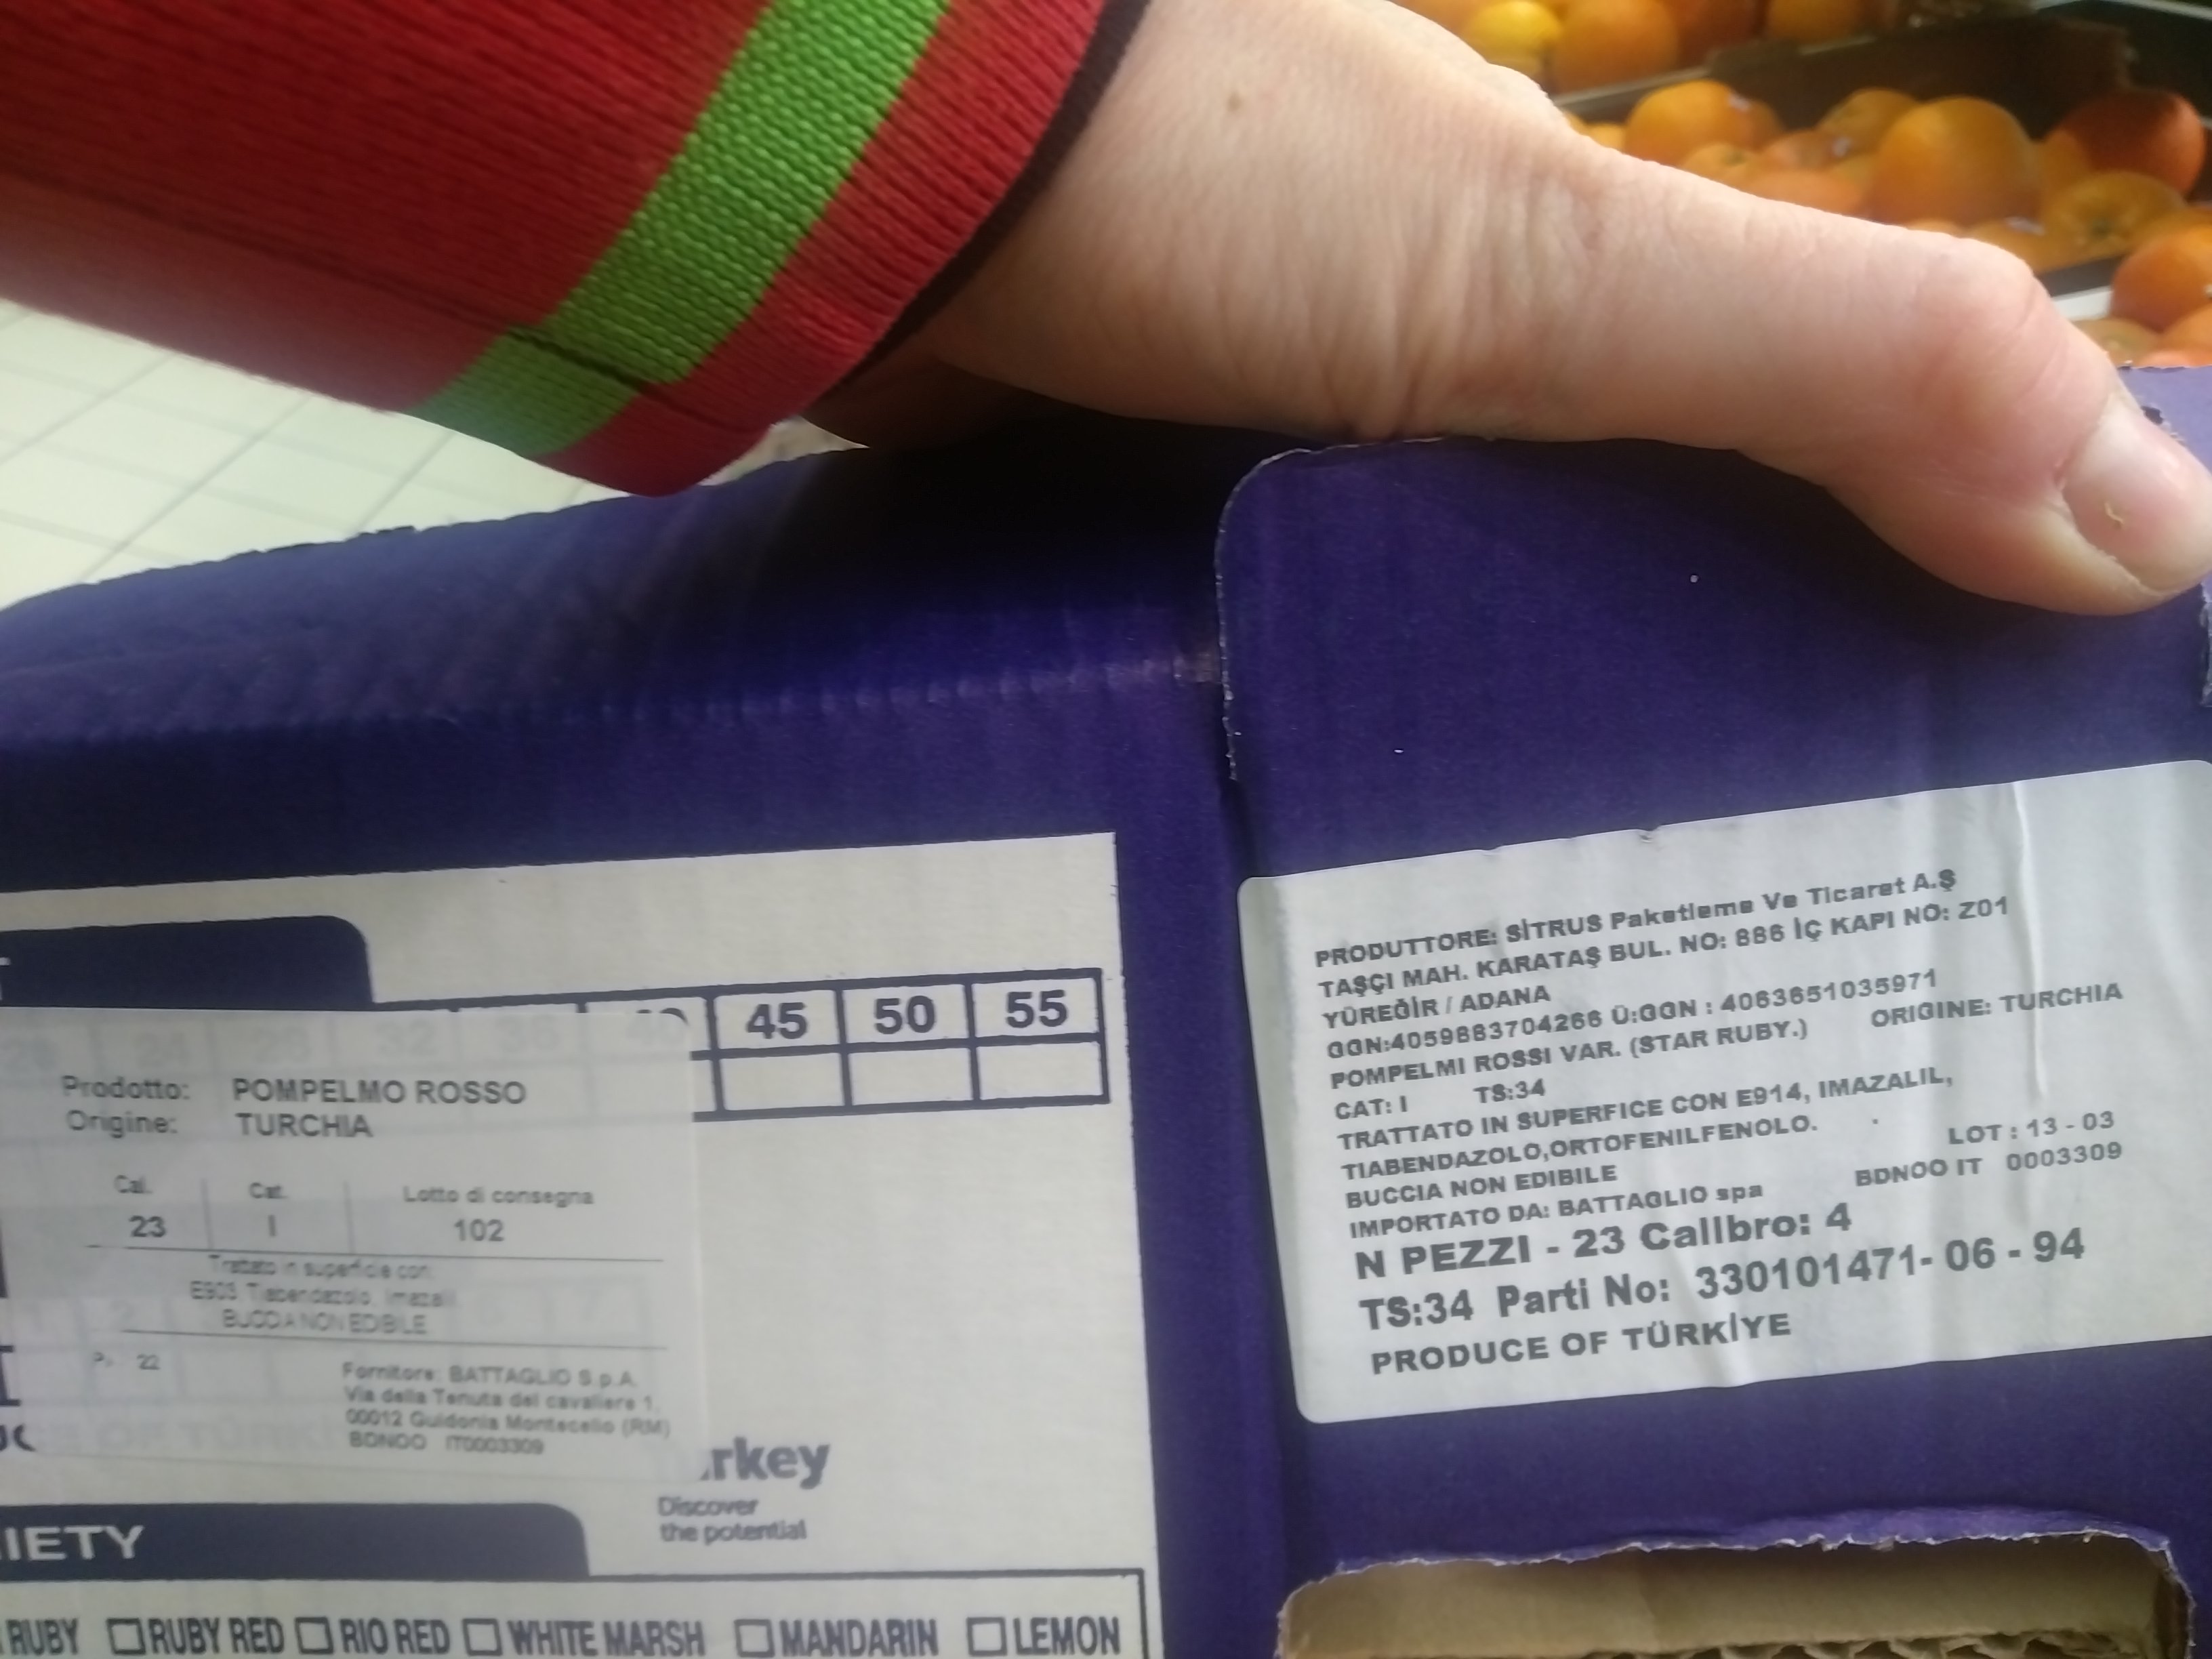 45 50 55
Prodotto: POMPELMO ROSSO
Origine: TURCHIA
Cal. Cat. Lotto di consegna
23 I 102
Trattato in superficie con:
E903 Tiabendazolo, Imazalil
BUCCIA NON EDIBILE
22
Fornitore: BATTAGLIO S.p.A.
Via della Tenuta del cavaliere 1,
00012 Guidonia Montecelio (RM)
BDNOO IT0003309
rkey
Discover
the potential
IETY
RUBY RUBY RED RIO RED WHITE MARSH MANDARIN LEMON
PRODUTTORE: SİTRUS Paketleme Ve Ticaret A.Ş
TAŞÇI MAH. KARATAŞ BUL. NO: 886 İÇ KAPI NO: Z01
YÜREĞİR / ADANA
GGN:4059883704266 Ü:GGN : 4063651035971
POMPELMI ROSSI VAR. (STAR RUBY.) ORIGINE: TURCHIA
CAT: I TS:34
TRATTATO IN SUPERFICE CON E914, IMAZALIL,
TIABENDAZOLO,ORTOFENILFENOLO.
BUCCIA NON EDIBILE LOT : 13 - 03
IMPORTATO DA: BATTAGLIO spa BDNOO IT 0003309
N PEZZI - 23 Calibro: 4
TS:34 Parti No: 330101471- 06 - 94
PRODUCE OF TÜRKİYE